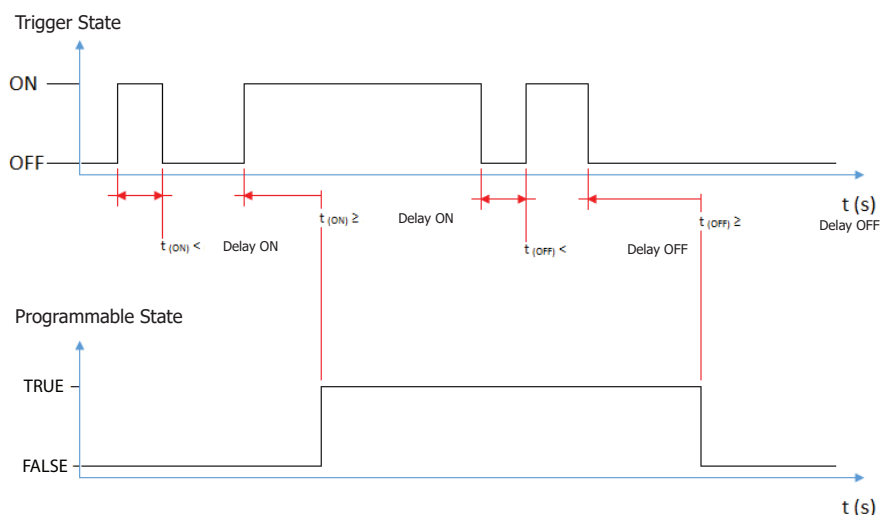 Trigger State
ON
OFF
t (s)
t (ON) ≥ Delay ON
t (OFF) ≥ Delay OFF
t (ON) < Delay ON
t (OFF) < Delay OFF
Programmable State
TRUE
FALSE
t (s)